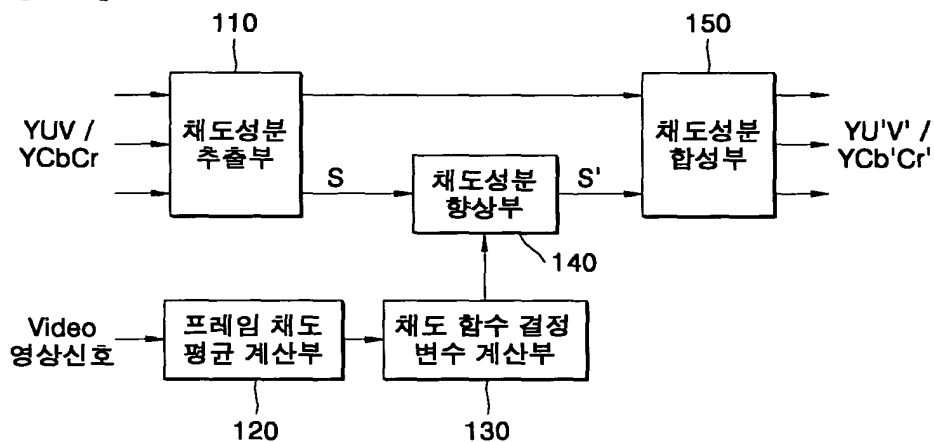 110
150
YUV /
YCbCr
채도성분
추출부
S
채도성분
향상부
S'
채도성분
합성부
YU'V' /
YCb'Cr'
140
Video
영상신호
프레임 채도
평균 계산부
채도 함수 결정
변수 계산부
120
130